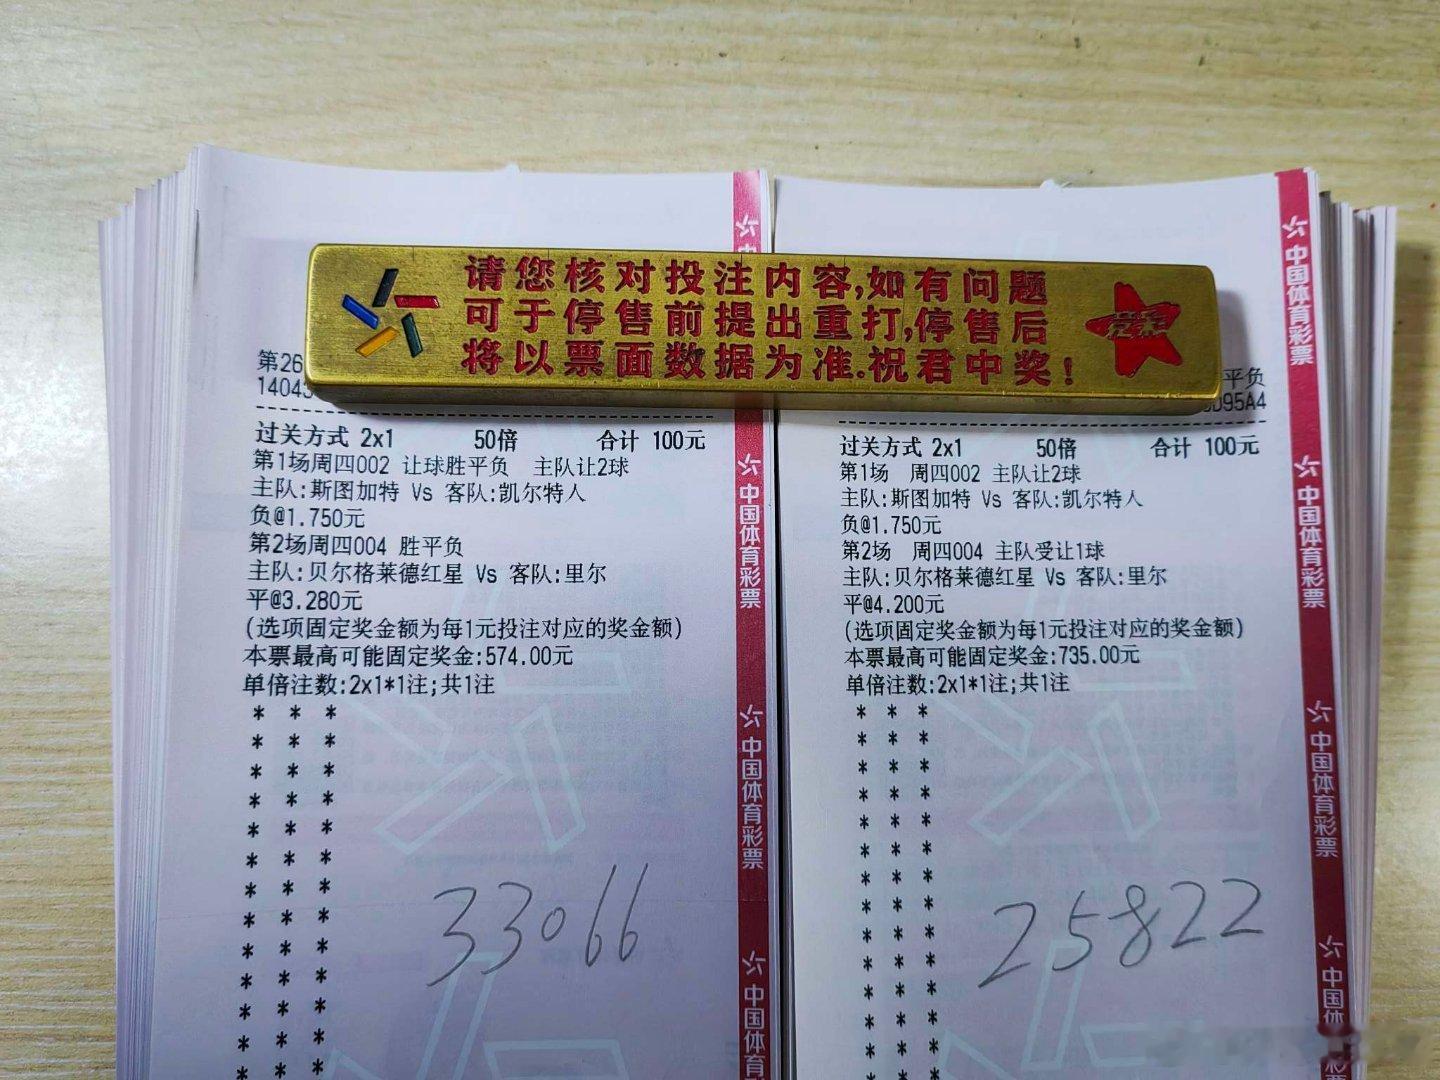 请您核对投注内容,如有问题
可于停售前提出重打,停售后
将以票面数据为准.祝君中奖!
竞彩
第26
14043
过关方式 2x1 50倍 合计 100元
第1场周四002 让球胜平负 主队让2球
主队:斯图加特 Vs 客队:凯尔特人
负@1.750元
第2场周四004 胜平负
主队:贝尔格莱德红星 Vs 客队:里尔
平@3.280元
(选项固定奖金额为每1元投注对应的奖金额)
本票最高可能固定奖金:574.00元
单倍注数:2x1*1注;共1注
33066
中国体育彩票
中国体育彩票
中国体育彩票
平负
D95A4
过关方式 2x1 50倍 合计 100元
第1场 周四002 主队让2球
主队:斯图加特 Vs 客队:凯尔特人
负@1.750元
第2场 周四004 主队受让1球
主队:贝尔格莱德红星 Vs 客队:里尔
平@4.200元
(选项固定奖金额为每1元投注对应的奖金额)
本票最高可能固定奖金:735.00元
单倍注数:2x1*1注;共1注
25822
中国体育彩票
中国体育彩票
中国体育彩票
中国体